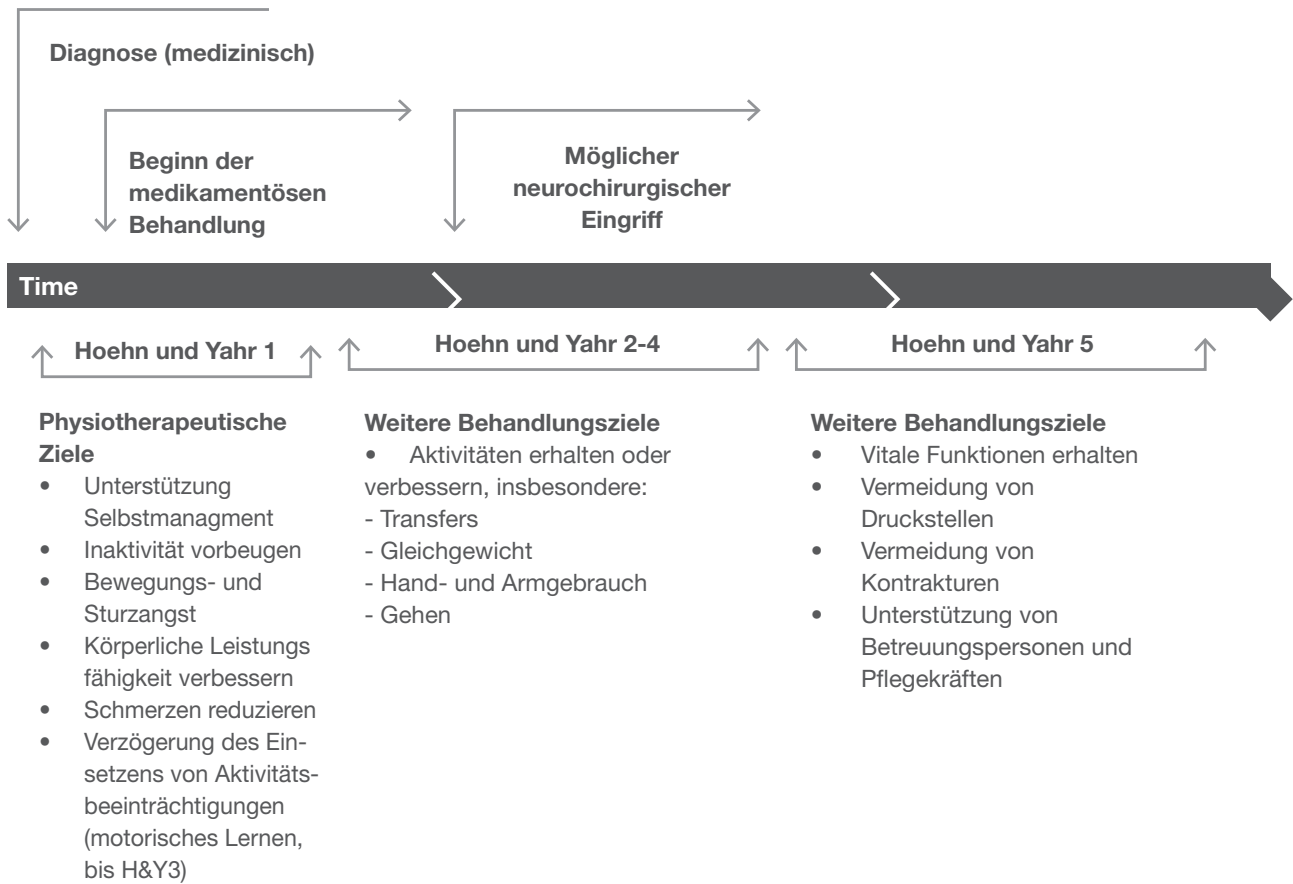 Diagnose (medizinisch)
Beginn der
medikamentösen
Behandlung
Möglicher
neurochirurgischer
Eingriff
Time
Hoehn und Yahr 1
Hoehn und Yahr 2-4
Hoehn und Yahr 5
Physiotherapeutische
Ziele
• Unterstützung
Selbstmanagment
• Inaktivität vorbeugen
• Bewegungs- und
Sturzangst
• Körperliche Leistungs
fähigkeit verbessern
• Schmerzen reduzieren
• Verzögerung des Ein-
setzens von Aktivitäts-
beeinträchtigungen
(motorisches Lernen,
bis H&Y3)
Weitere Behandlungsziele
• Aktivitäten erhalten oder
verbessern, insbesondere:
- Transfers
- Gleichgewicht
- Hand- und Armgebrauch
- Gehen
Weitere Behandlungsziele
• Vitale Funktionen erhalten
• Vermeidung von
Druckstellen
• Vermeidung von
Kontrakturen
• Unterstützung von
Betreuungspersonen und
Pflegekräften